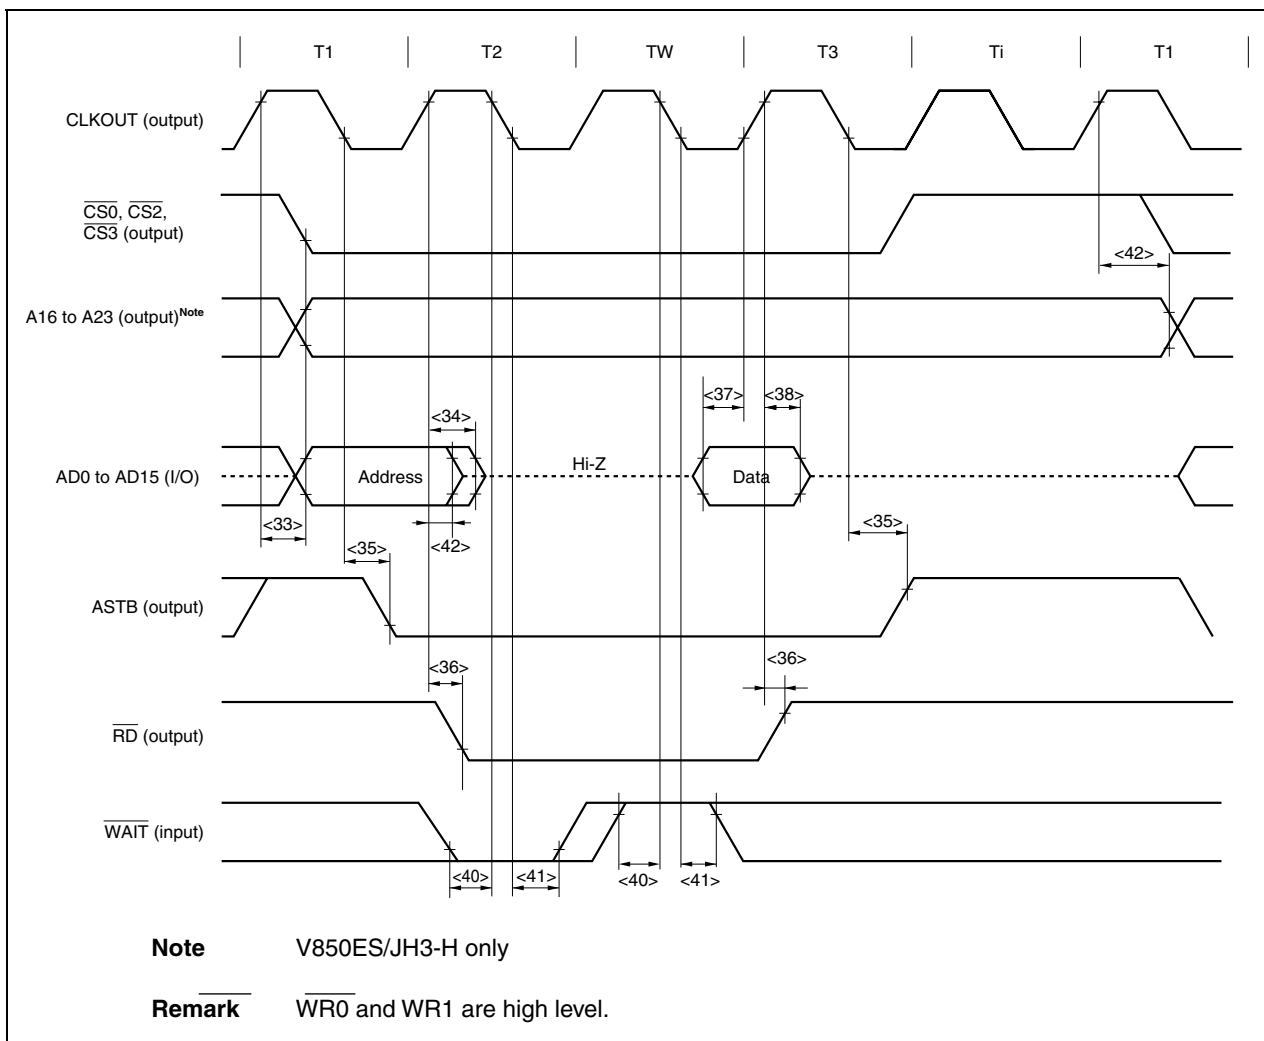 T1 T2 TW T3 Ti T1
CLKOUT (output)
CS0, CS2,
CS3 (output)
<42>
A16 to A23 (output)Note
<37> <38>
<34>
Hi-Z
AD0 to AD15 (I/O) Address Data
<33>
<35> <42> <35>
ASTB (output)
<36> <36>
RD (output)
WAIT (input)
<40> <41> <40> <41>
Note V850ES/JH3-H only
Remark WR0 and WR1 are high level.